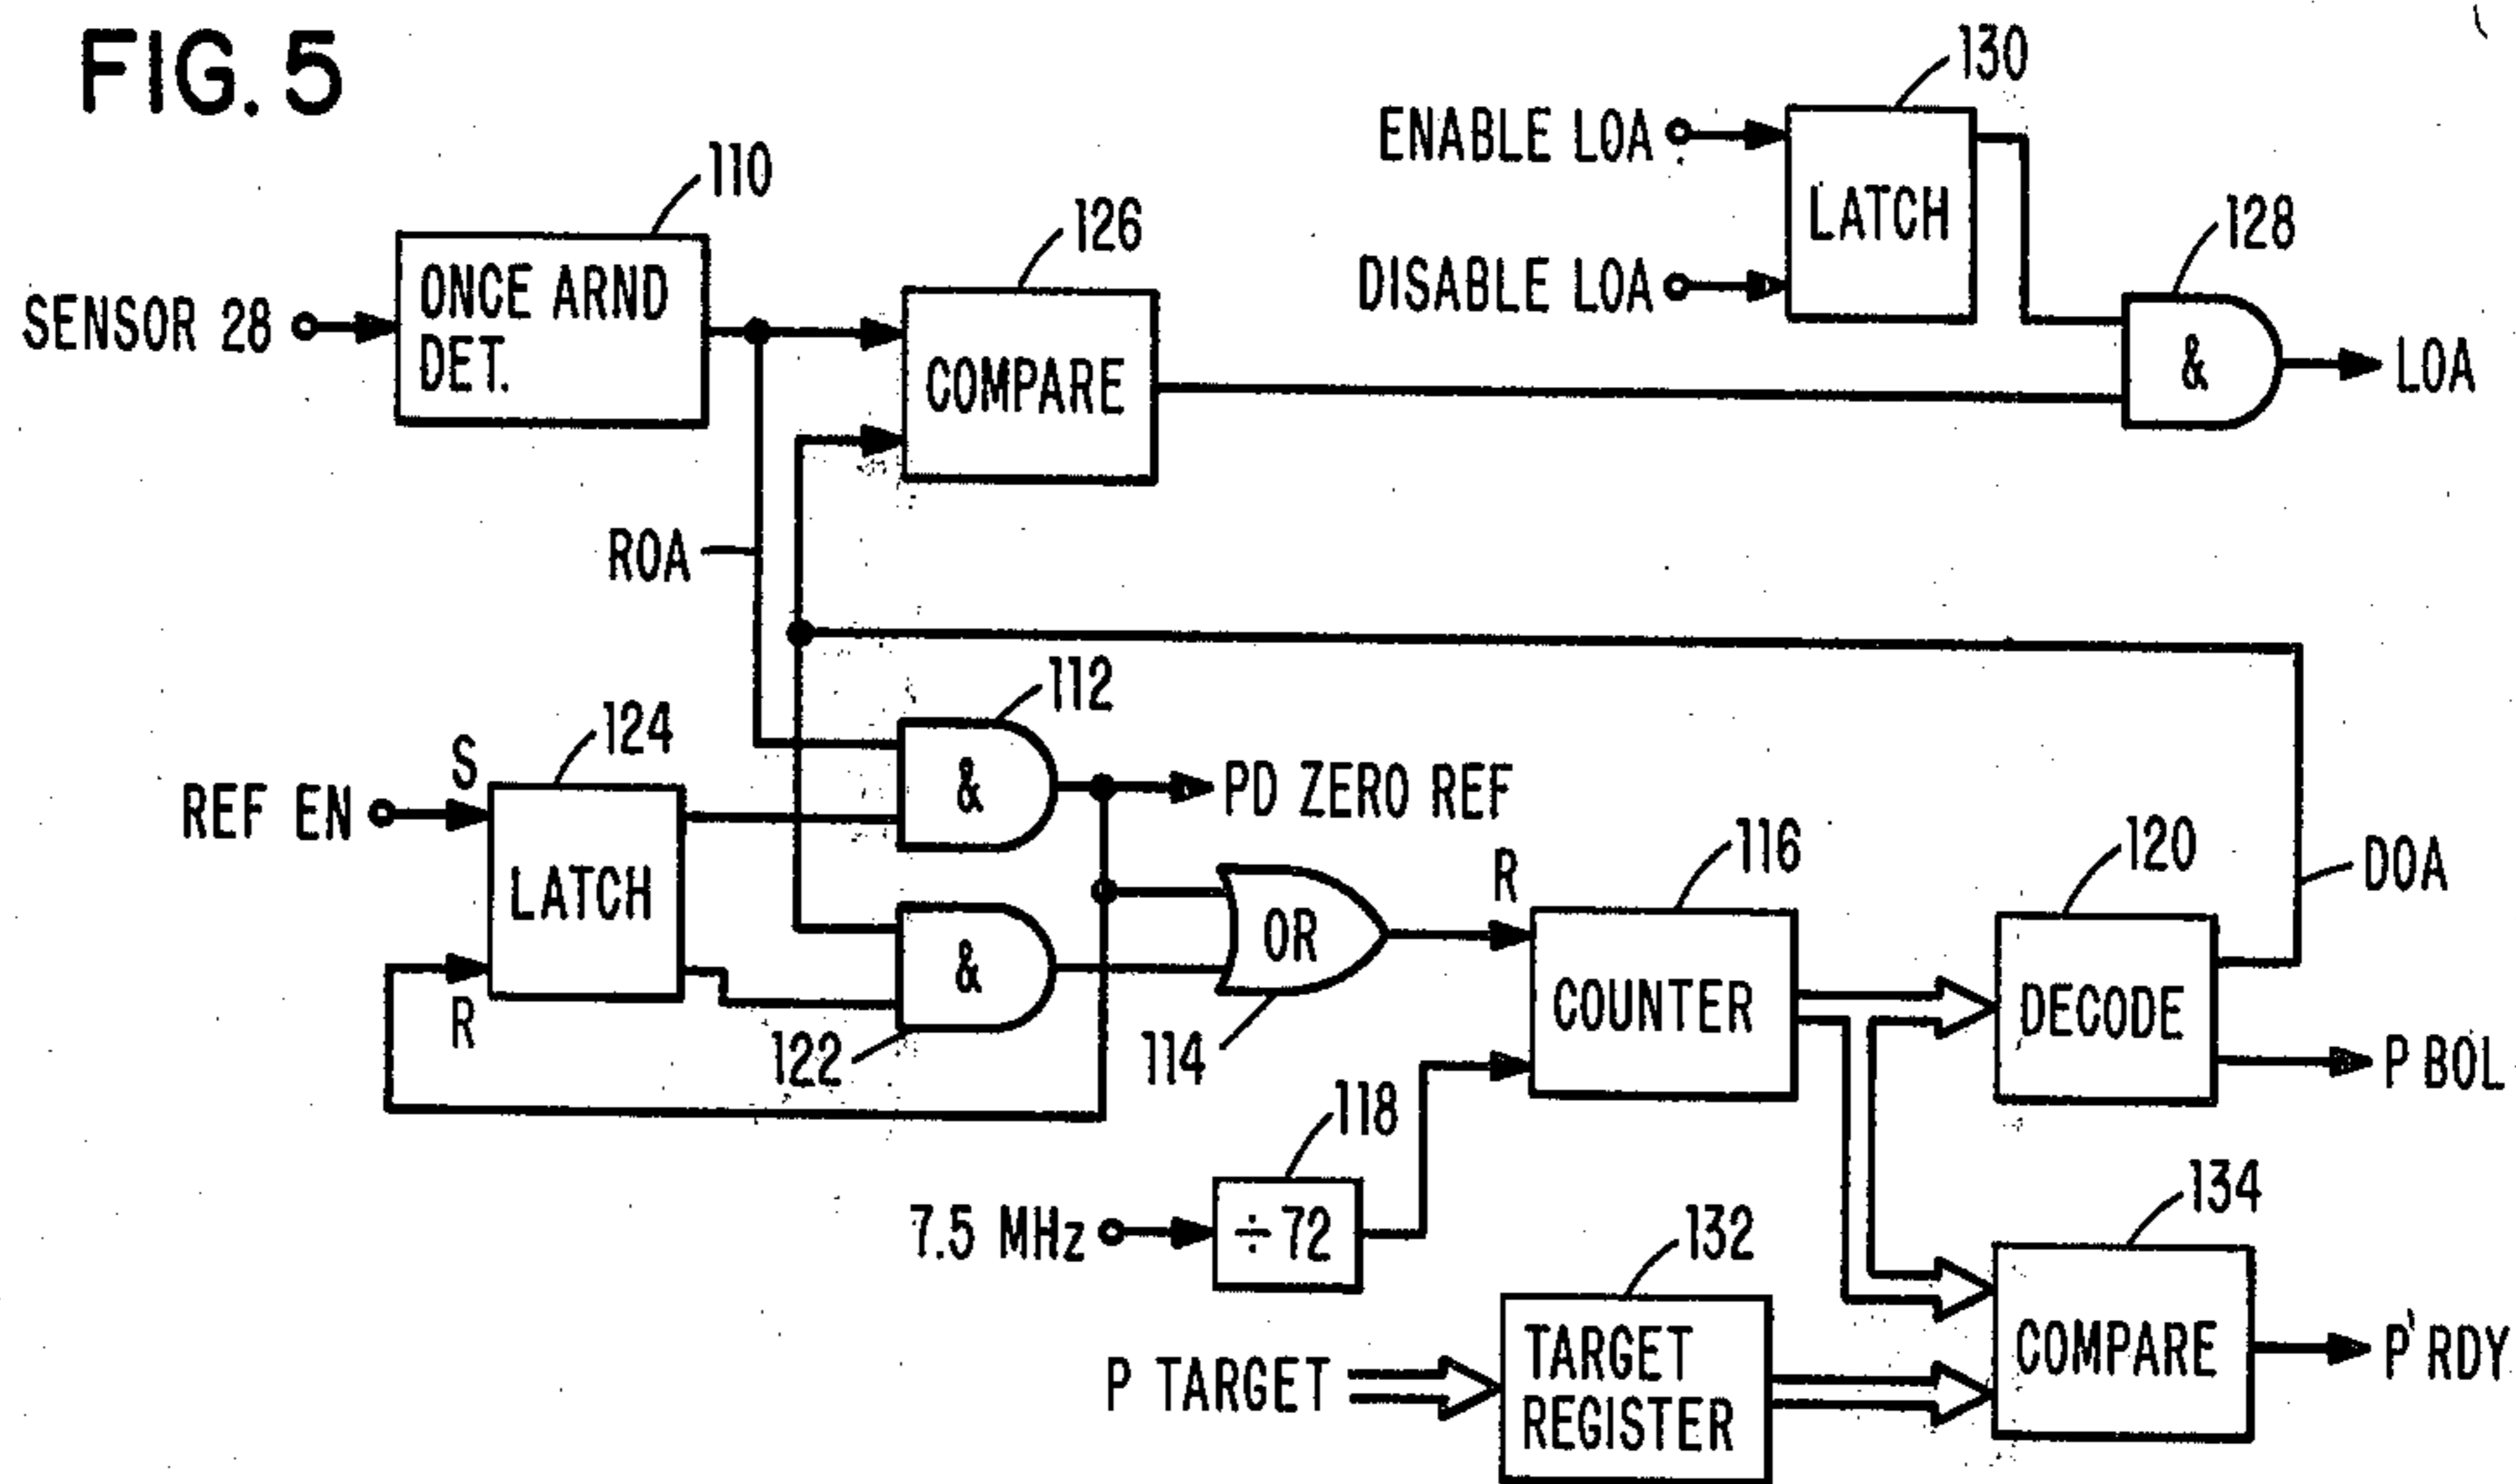 FIG. 5
130
ENABLE LOA
LATCH
DISABLE LOA
110
126
128
SENSOR 28
ONCE ARND
DET.
COMPARE
&
LOA
ROA
112
124
S
REF EN
LATCH
R
&
PD ZERO REF
122
&
OR
114
R
116
COUNTER
120
DECODE
DOA
P BOL
118
7.5 MHz
÷72
132
134
P TARGET
TARGET
REGISTER
COMPARE
P'RDY